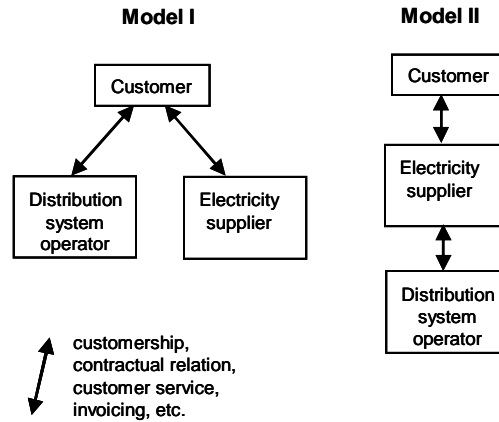 Model I
Customer
Distribution
system
operator
Electricity
supplier
Model II
Customer
Electricity
supplier
Distribution
system
operator
customership,
contractual relation,
customer service,
invoicing, etc.